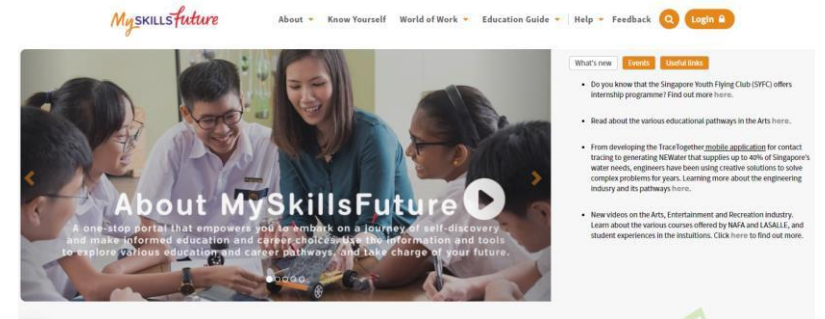 MySKILLSfuture
About Know Yourself World of Work Education Guide Help Feedback Login
What's new Events Useful links
About MySkillsFuture
A one-stop portal that empowers you to embark on a journey of self-discovery
and make informed education and career choices. Use the information and tools
to explore various education and career pathways, and take charge of your future.
Do you know that the Singapore Youth Flying Club (SYFC) offers
internship programme? Find out more here.
Read about the various educational pathways in the Arts here.
From developing the TraceTogether mobile application for contact
tracing to generating NEWater that supplies up to 40% of Singapore's
water needs, engineers have been using creative solutions to solve
complex problems for years. Learning more about the engineering
indusry and its pathways here.
New videos on the Arts, Entertainment and Recreation industry.
Learn about the various courses offered by NAFA and LASALLE, and
student experiences in the instuitions. Click here to find out more.